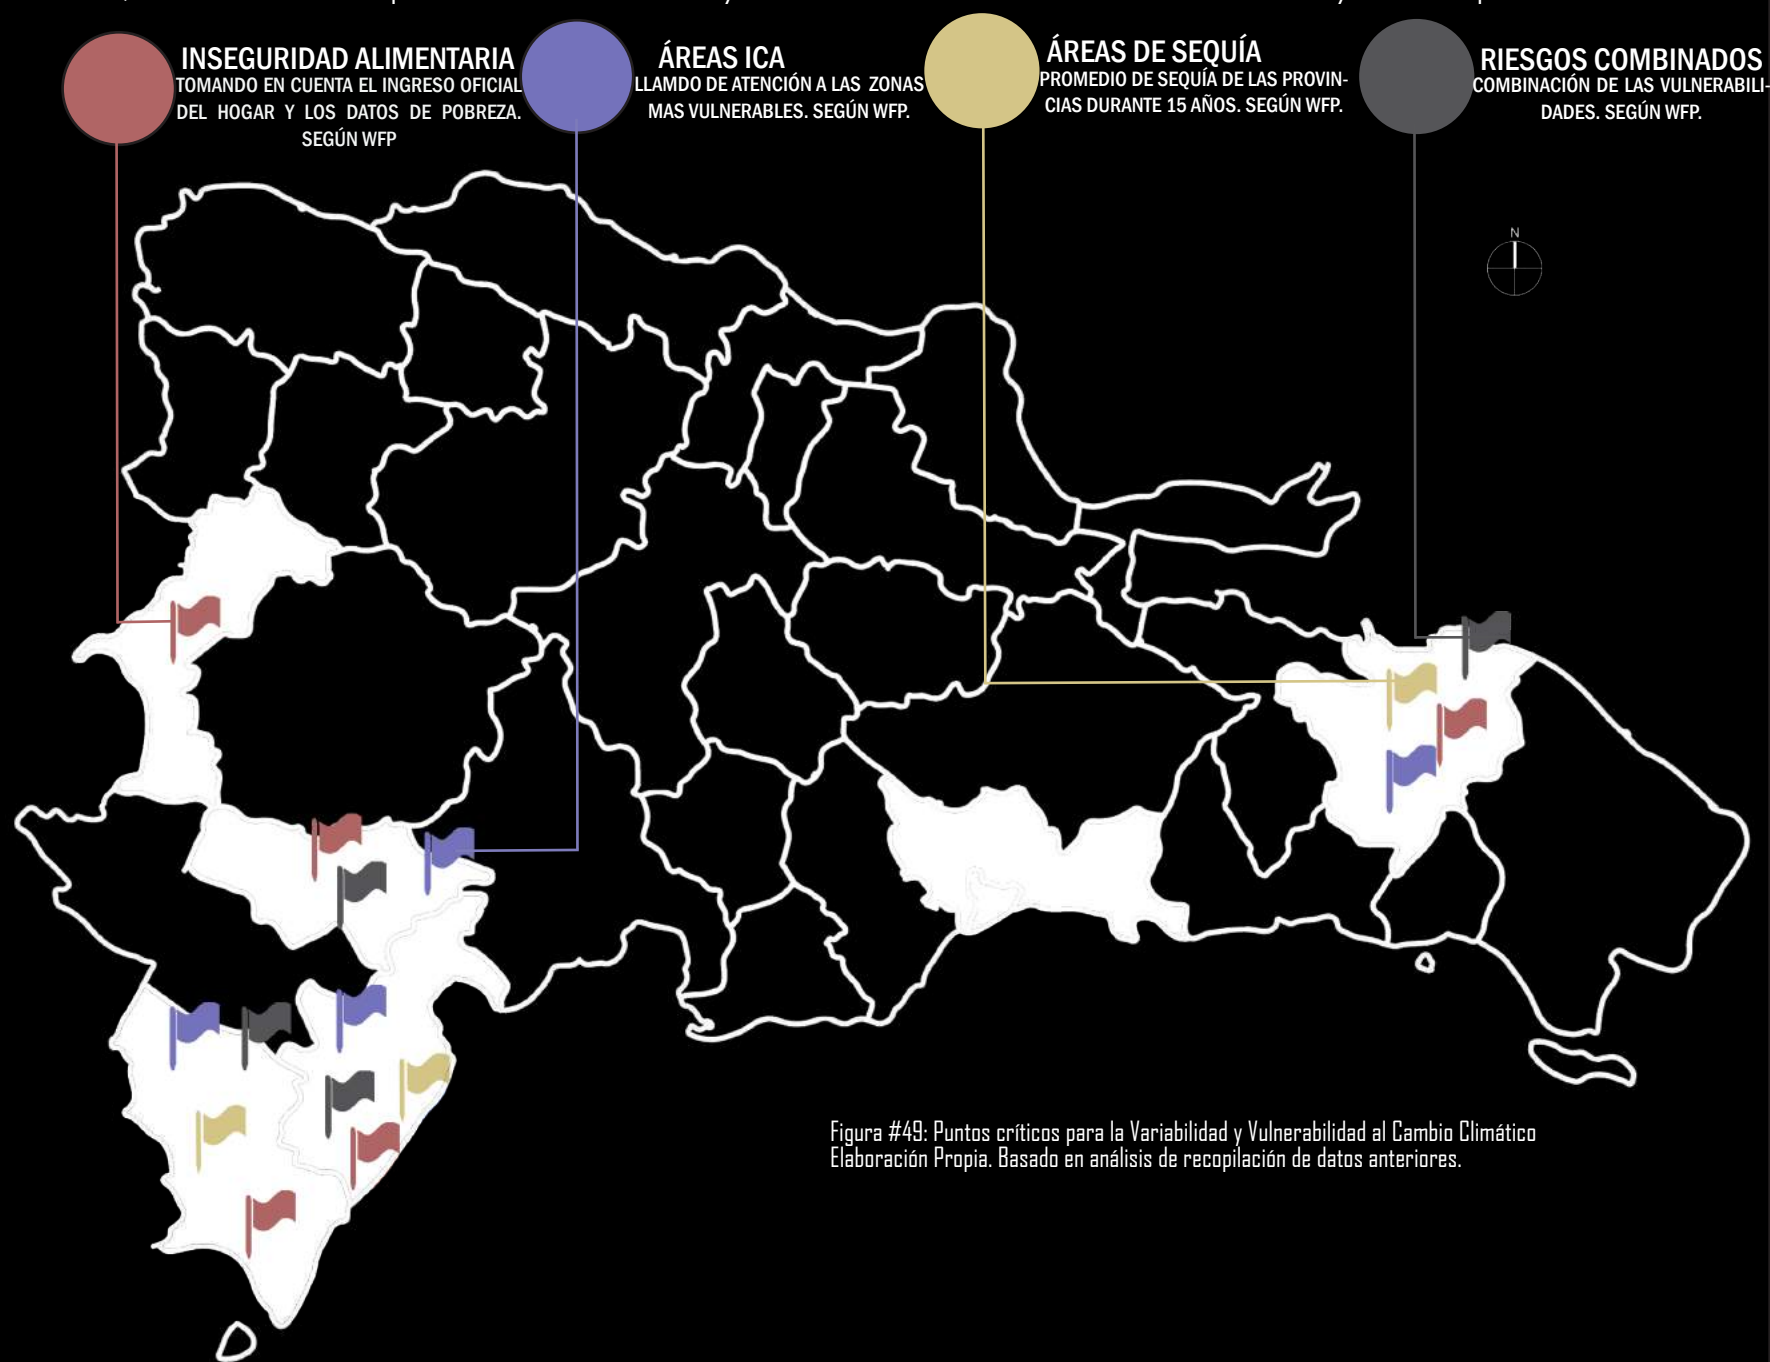 INSEGURIDAD ALIMENTARIA
TOMANDO EN CUENTA EL INGRESO OFICIAL
DEL HOGAR Y LOS DATOS DE POBREZA.
SEGÚN WFP
ÁREAS ICA
LLAMDO DE ATENCIÓN A LAS ZONAS
MAS VULNERABLES. SEGÚN WFP.
ÁREAS DE SEQUÍA
PROMEDIO DE SEQUÍA DE LAS PROVIN-
CIAS DURANTE 15 AÑOS. SEGÚN WFP.
RIESGOS COMBINADOS
COMBINACIÓN DE LAS VULNERABILI-
DADES. SEGÚN WFP.
N
Figura #49: Puntos críticos para la Variabilidad y Vulnerabilidad al Cambio Climático
Elaboración Propia. Basado en análisis de recopilación de datos anteriores.